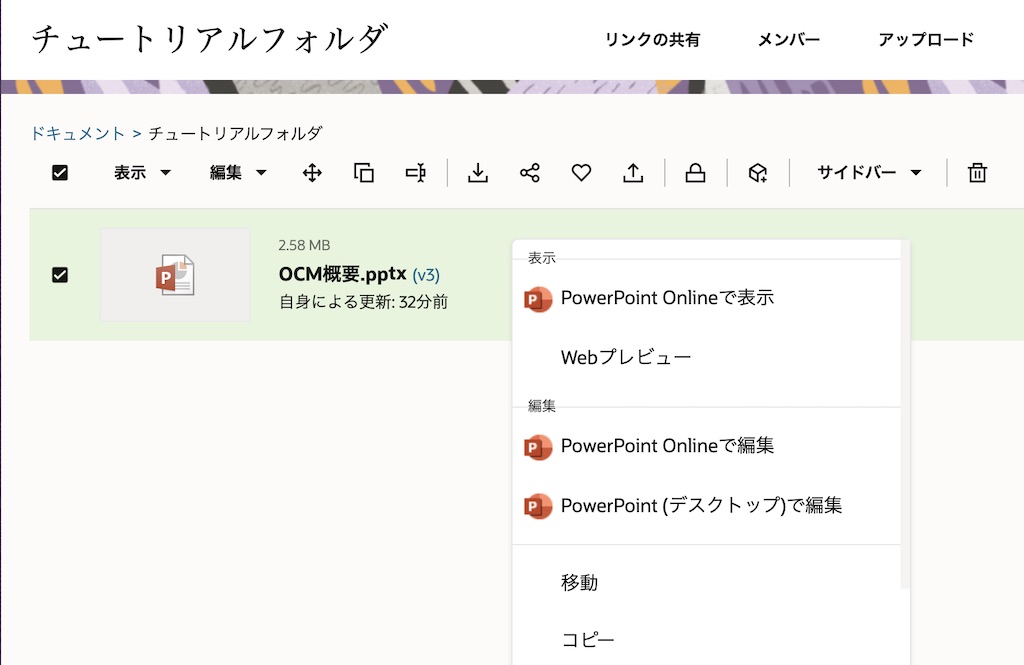 チュートリアルフォルダ
リンクの共有 メンバー アップロード
ドキュメント > チュートリアルフォルダ
表示 編集 サイドバー
2.58 MB
OCM概要.pptx (v3)
自身による更新: 32分前
表示
PowerPoint Onlineで表示
Webプレビュー
編集
PowerPoint Onlineで編集
PowerPoint (デスクトップ)で編集
移動
コピー